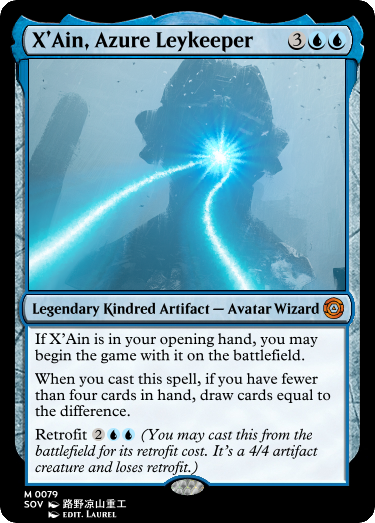 X'Ain, Azure Leykeeper 3
Legendary Kindred Artifact — Avatar Wizard
If X'Ain is in your opening hand, you may
begin the game with it on the battlefield.
When you cast this spell, if you have fewer
than four cards in hand, draw cards equal to
the difference.
Retrofit 2 (You may cast this from the
battlefield for its retrofit cost. It's a 4/4 artifact
creature and loses retrofit.)
M 0079
SOV 路野凉山重工
EDIT. LAUREL